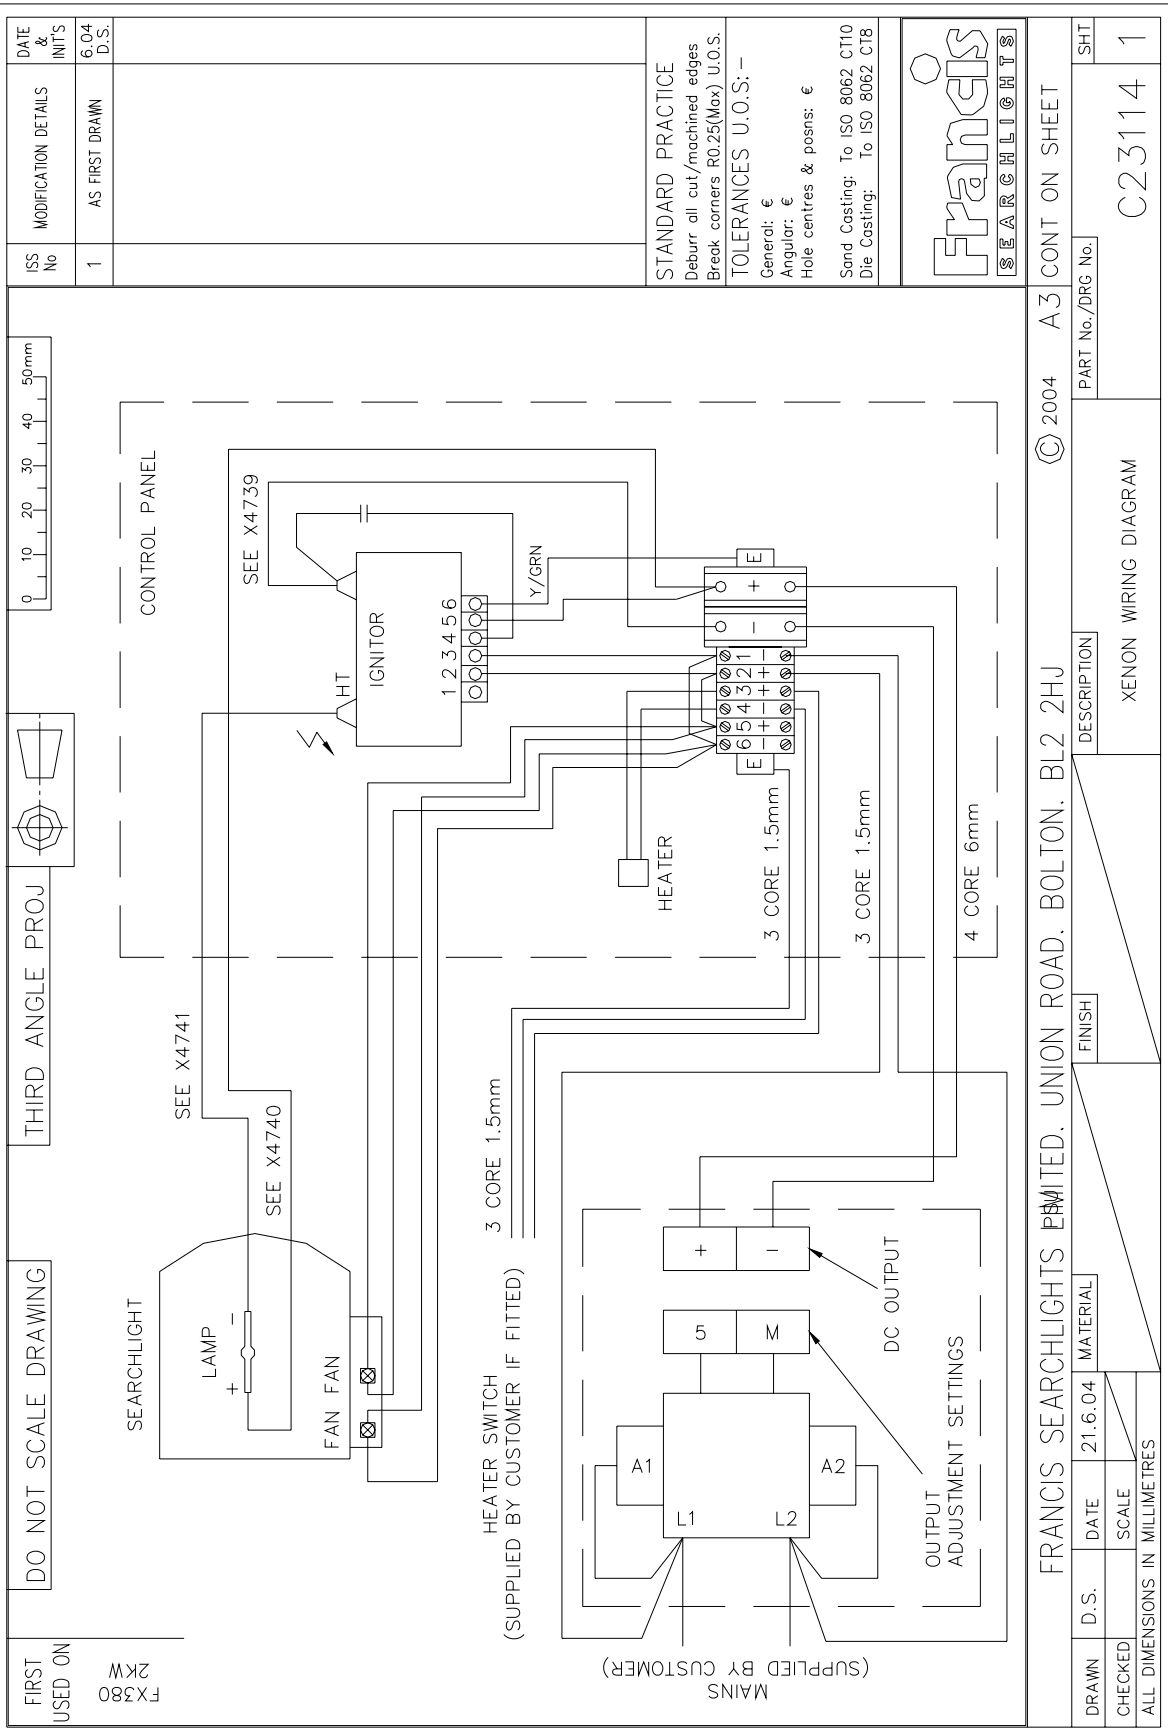 FIRST
USED ON
FX380
2KW
DO NOT SCALE DRAWING
THIRD ANGLE PROJ
0 10 20 30 40 50mm
ISS
No
MODIFICATION DETAILS
DATE
&
INIT'S
1
AS FIRST DRAWN
6.04
D.S.
STANDARD PRACTICE
Deburr all cut/machined edges
Break corners R0.25(Max) U.O.S.
TOLERANCES U.O.S: -
General: €
Angular: €
Hole centres & posns: €
Sand Casting: To ISO 8062 CT10
Die Casting: To ISO 8062 CT8
Francis
SEARCHLIGHTS
CONTROL PANEL
SEE X4739
SEE X4741
SEE X4740
SEARCHLIGHT
LAMP
+ -
FAN FAN
HT
IGNITOR
1 2 3 4 5 6
Y/GRN
HEATER
E 6 5 4 3 2 1 - + E
- + - + + -
3 CORE 1.5mm
3 CORE 1.5mm
3 CORE 1.5mm
4 CORE 6mm
HEATER SWITCH
(SUPPLIED BY CUSTOMER IF FITTED)
MAINS
(SUPPLIED BY CUSTOMER)
A1
A2
L1
L2
5
M
+
-
DC OUTPUT
OUTPUT
ADJUSTMENT SETTINGS
FRANCIS SEARCHLIGHTS
UNION ROAD. BOLTON. BL2 2HJ
© 2004
A3
CONT ON SHEET
DRAWN
D.S.
DATE
21.6.04
CHECKED
SCALE
ALL DIMENSIONS IN MILLIMETRES
MATERIAL
FINISH
DESCRIPTION
XENON WIRING DIAGRAM
PART No./DRG No.
C23114
SHT
1